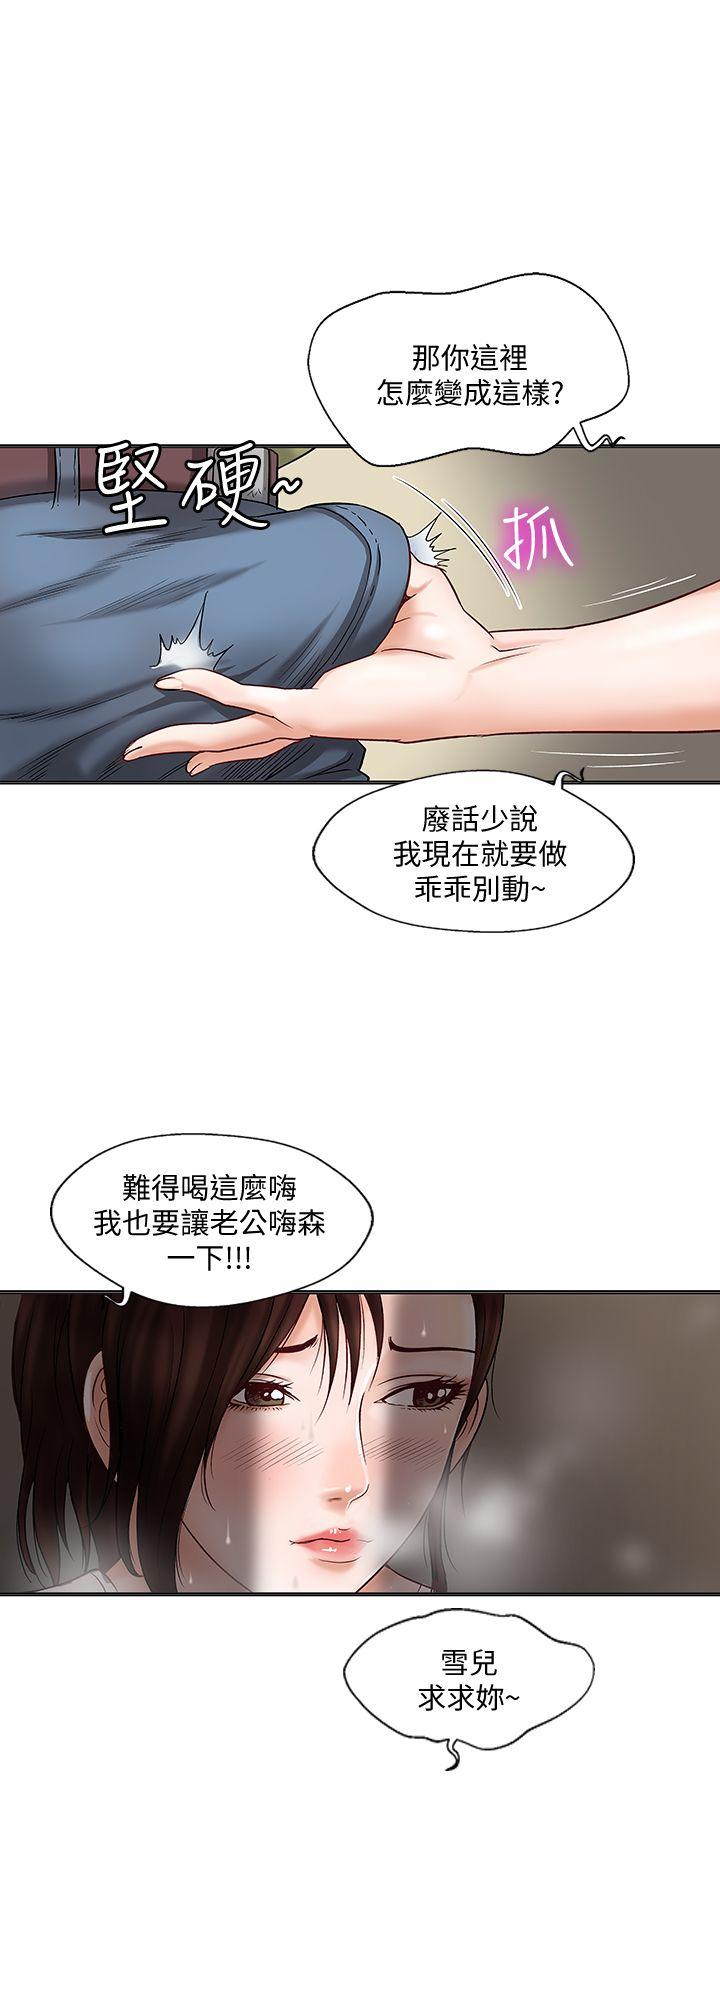 那你這裡
怎麼變成這樣?
堅硬~
抓
廢話少說
我現在就要做
乖乖別動~
難得喝這麼嗨
我也要讓老公嗨森
一下!!!
雪兒
求求妳~